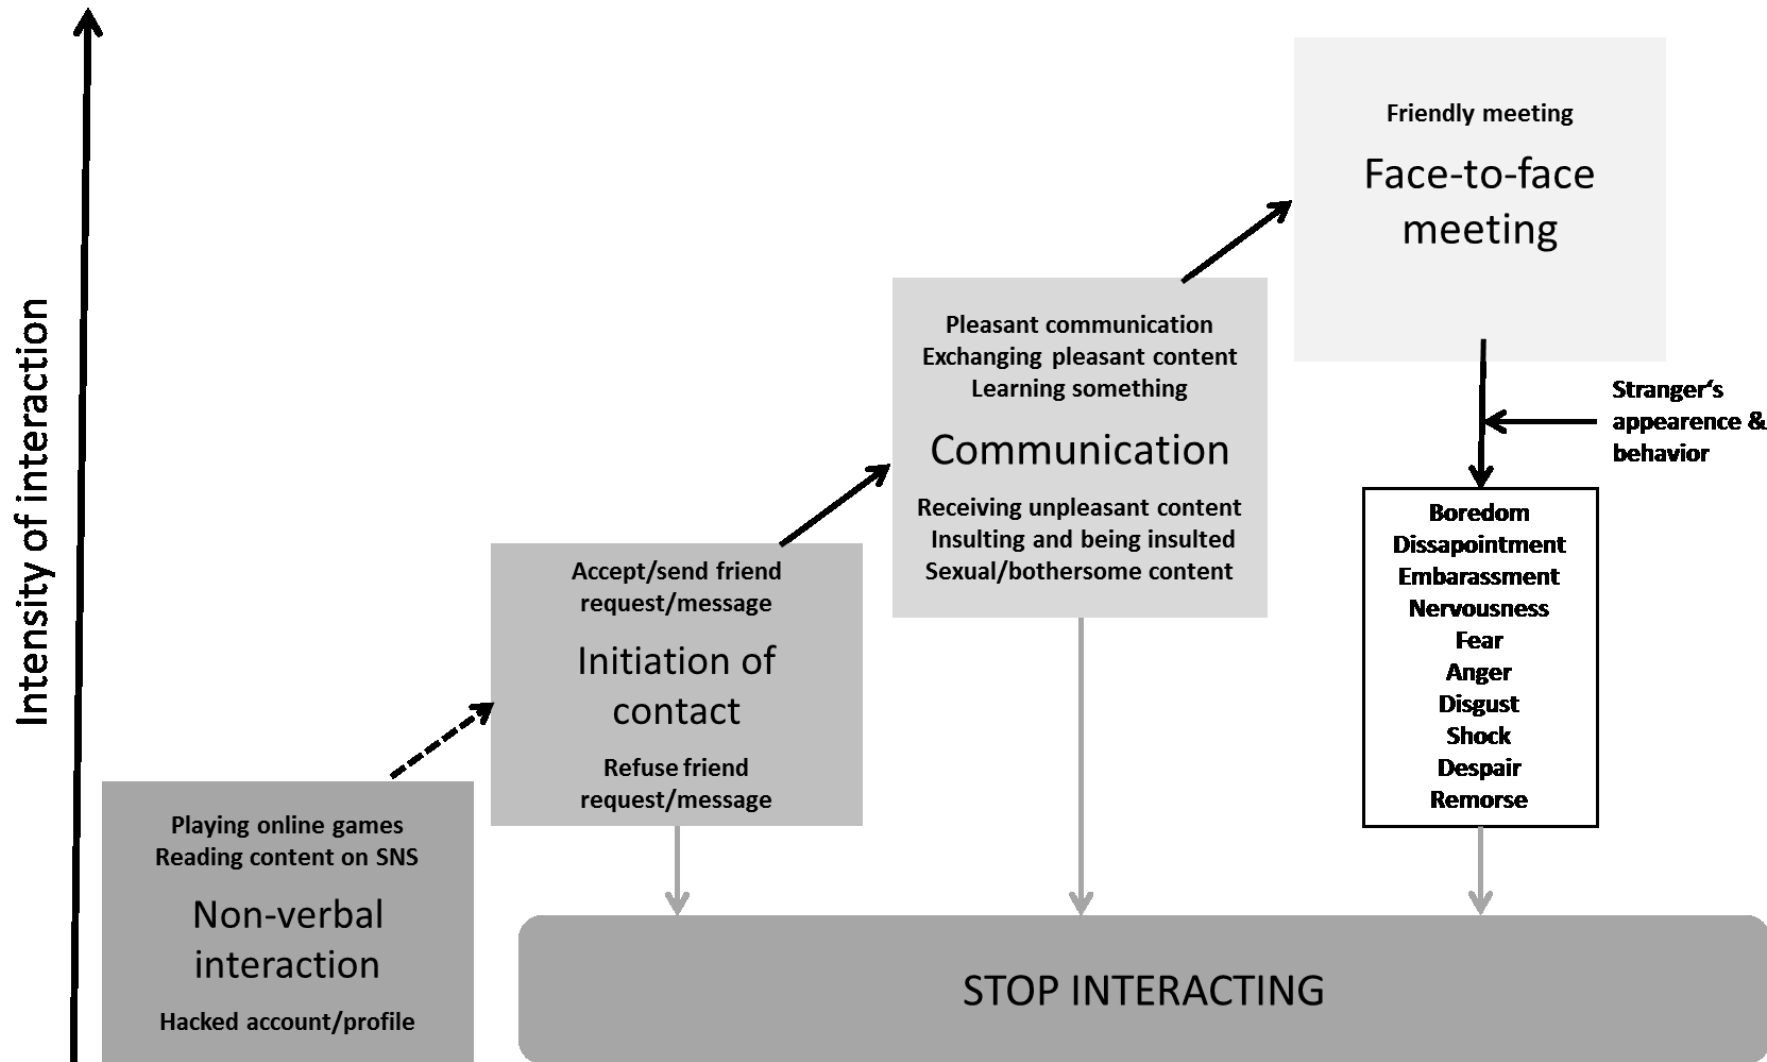 Intensity of interaction
Playing online games
Reading content on SNS
Non-verbal
interaction
Hacked account/profile
Accept/send friend
request/message
Initiation of
contact
Refuse friend
request/message
Pleasant communication
Exchanging pleasant content
Learning something
Communication
Receiving unpleasant content
Insulting and being insulted
Sexual/bothersome content
Friendly meeting
Face-to-face
meeting
Stranger‘s
appearence &
behavior
Boredom
Dissapointment
Embarassment
Nervousness
Fear
Anger
Disgust
Shock
Despair
Remorse
STOP INTERACTING